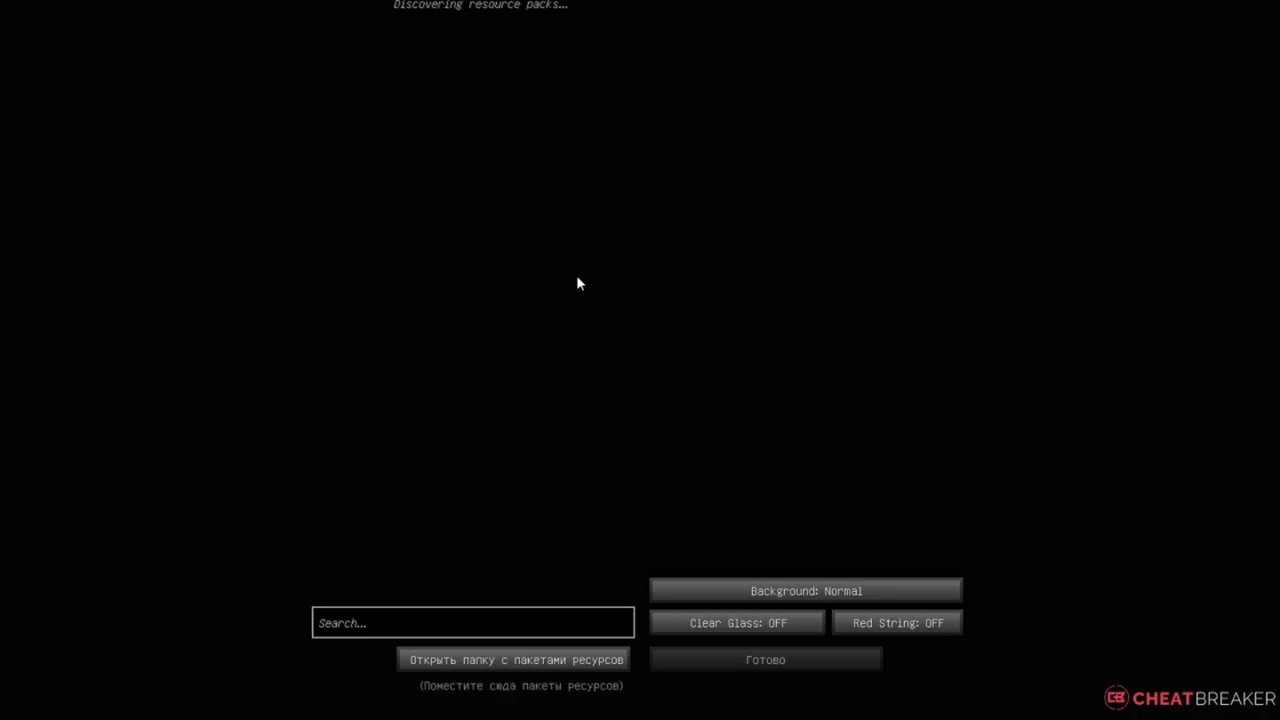 Discovering resource packs...
Background: Normal
Search...
Clear Glass: OFF
Red String: OFF
Открыть папку с пакетами ресурсов
Готово
(Поместите сюда пакеты ресурсов)
CHEATBREAKER